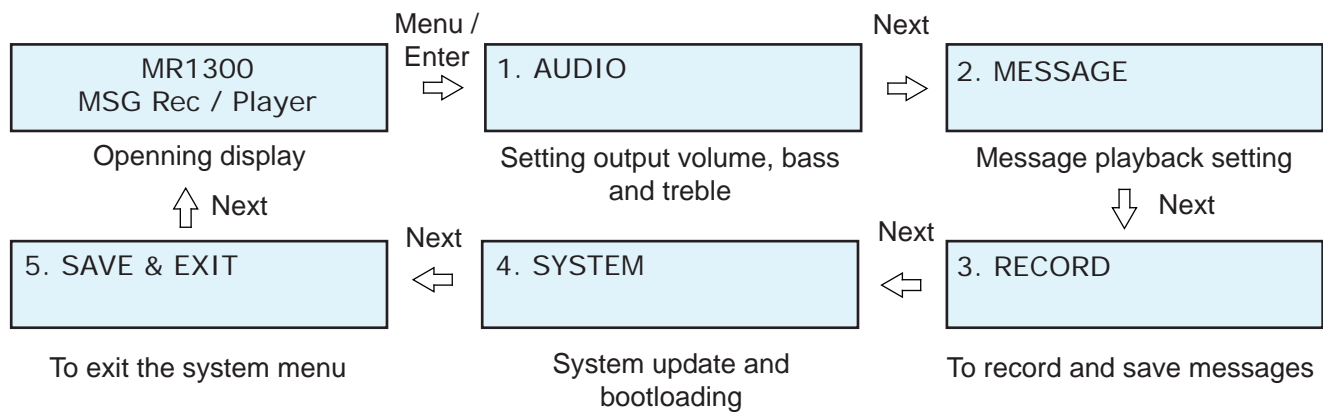 Menu /
Enter
Next
MR1300
MSG Rec / Player
1. AUDIO
2. MESSAGE
Openning display
Setting output volume, bass
and treble
Message playback setting
Next
Next
Next
Next
5. SAVE & EXIT
4. SYSTEM
3. RECORD
To exit the system menu
System update and
bootloading
To record and save messages